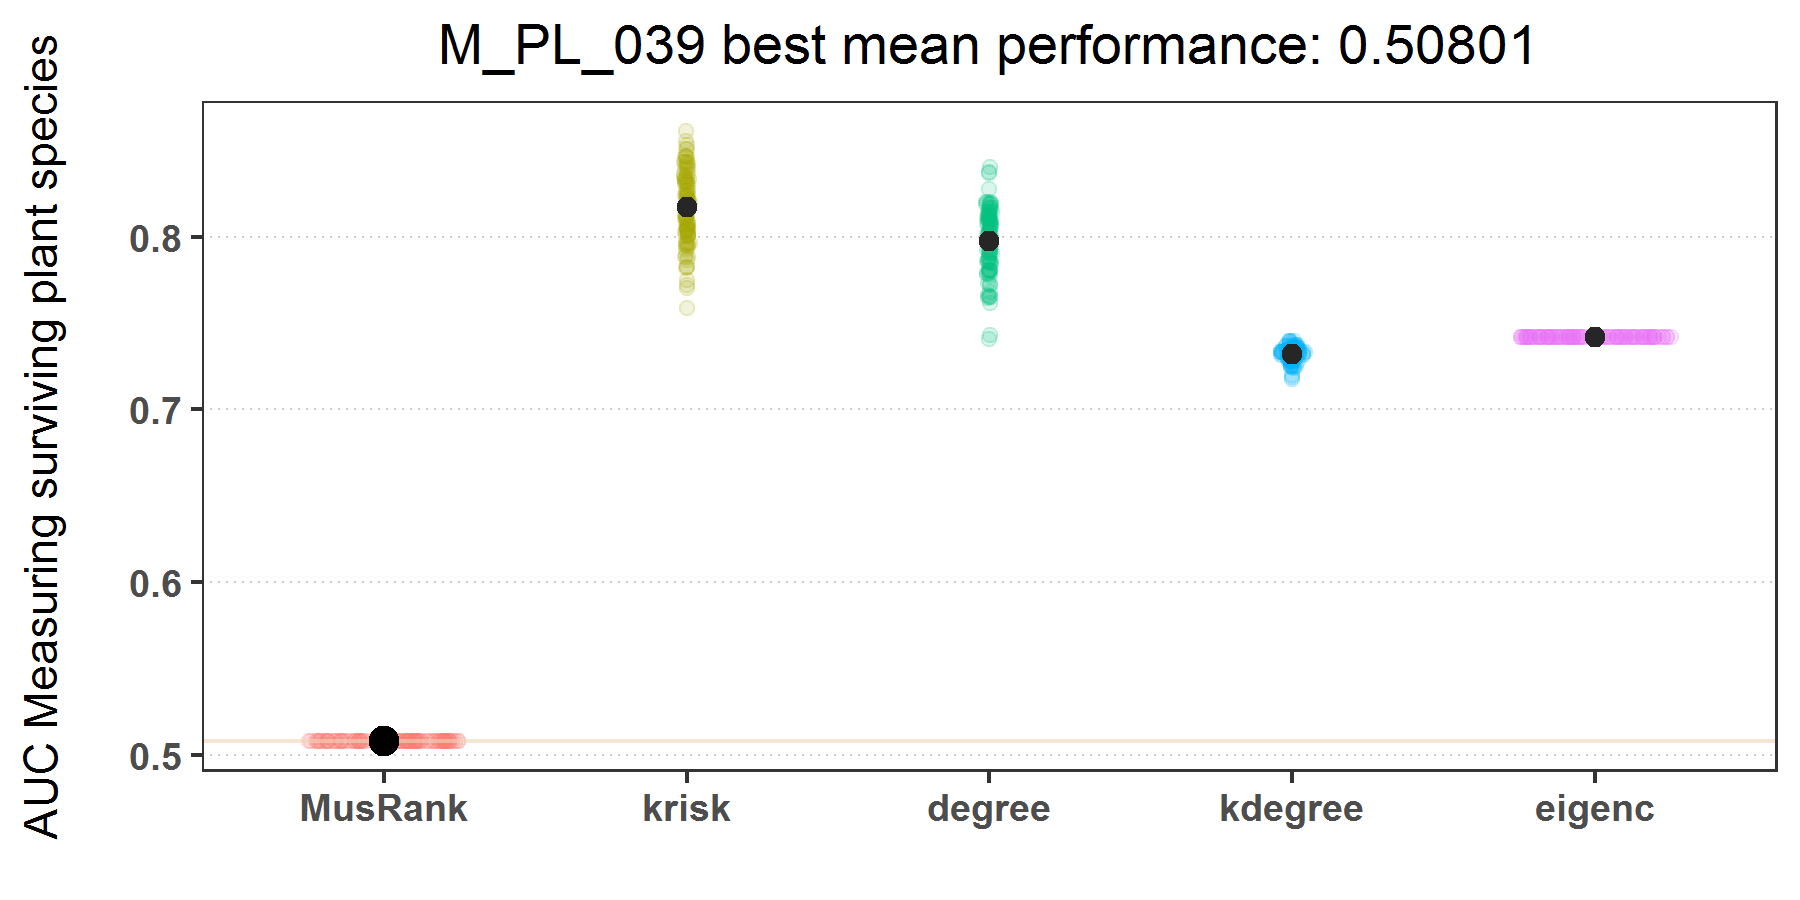 M_PL_039 best mean performance: 0.50801
AUC Measuring surviving plant species
0.8
0.7
0.6
0.5
MusRank krisk degree kdegree eigenc